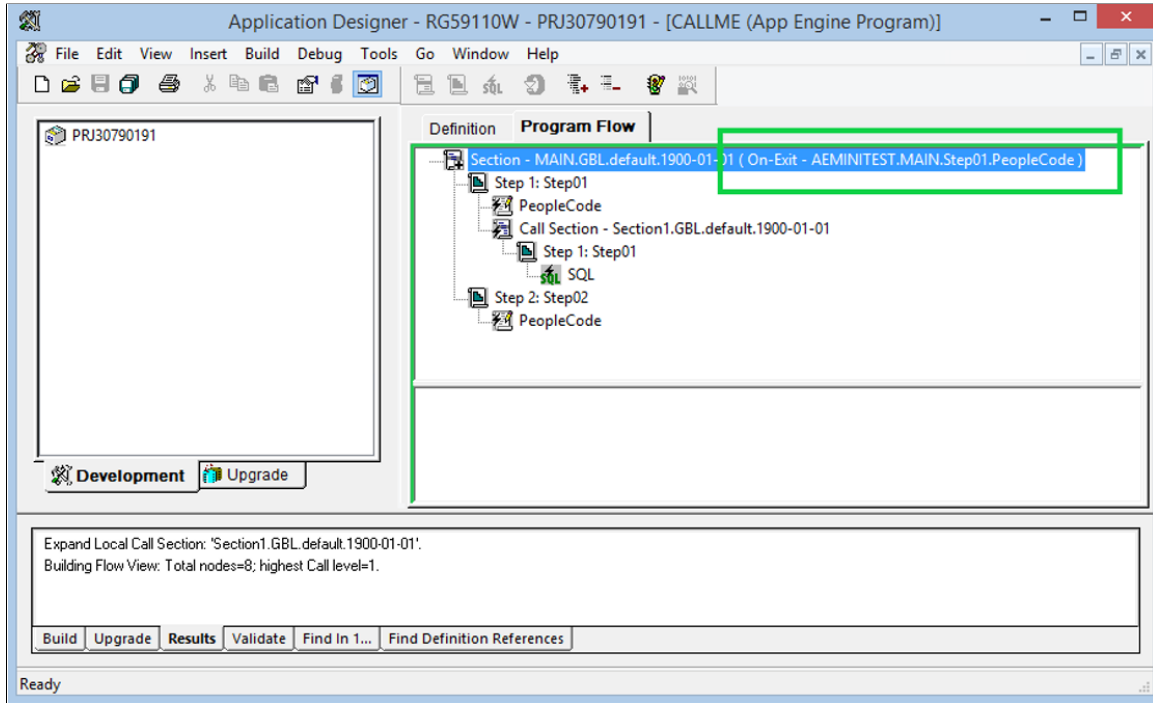 Application Designer - RG59110W - PRJ30790191 - [CALLME (App Engine Program)]
File Edit View Insert Build Debug Tools Go Window Help
PRJ30790191
Development Upgrade
Definition Program Flow
Section - MAIN.GBL.default.1900-01-01 ( On-Exit - AEMINITEST.MAIN.Step01.PeopleCode )
Step 1: Step01
PeopleCode
Call Section - Section1.GBL.default.1900-01-01
Step 1: Step01
SQL SQL
Step 2: Step02
PeopleCode
Expand Local Call Section: 'Section1.GBL.default.1900-01-01'.
Building Flow View: Total nodes=8; highest Call level=1.
Build Upgrade Results Validate Find In 1... Find Definition References
Ready